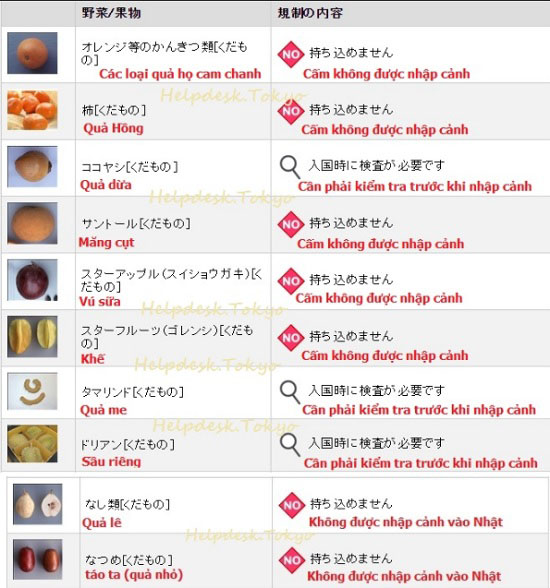 野菜/果物
規制の内容
オレンジ等のかんきつ類[くだも
の]
Các loại quả họ cam chanh
NO
持ち込めません
Cấm không được nhập cảnh
Helpdesk.Tokyo
柿[くだもの]
Quả Hồng
NO
持ち込めません
Cấm không được nhập cảnh
ココヤシ[くだもの]
Quả dừa
入国時に検査が必要です
Cần phải kiểm tra trước khi nhập cảnh
Helpdesk.Tokyo
サントール[くだもの]
Măng cụt
NO
持ち込めません
Cấm không được nhập cảnh
スターアップル(スイショウガキ)[く
だもの]
Vú sữa
NO
持ち込めません
Cấm không được nhập cảnh
Helpdesk.Tokyo
スターフルーツ(ゴレンシ)[くだも
の]
Khế
NO
持ち込めません
Cấm không được nhập cảnh
Helpdesk.Tokyo
タマリンド[くだもの]
Quả me
入国時に検査が必要です
Cần phải kiểm tra trước khi nhập cảnh
Helpdesk.Tokyo
ドリアン[くだもの]
Sầu riêng
入国時に検査が必要です
Cần phải kiểm tra trước khi nhập cảnh
なし類[くだもの]
Quả lê
NO
持ち込めません
Không được nhập cảnh vào Nhật
Helpdesk.Tokyo
なつめ[くだもの]
táo ta (quả nhỏ)
NO
持ち込めません
Không được nhập cảnh vào Nhật